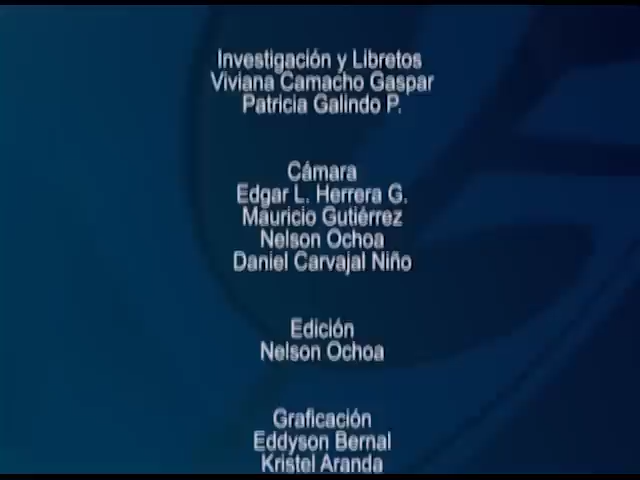 Investigación y Libretos
Viviana Camacho Gaspar
Patricia Galindo P.
Cámara
Edgar L. Herrera G.
Mauricio Gutiérrez
Nelson Ochoa
Daniel Carvajal Niño
Edición
Nelson Ochoa
Graficación
Eddyson Bernal
Kristel Aranda